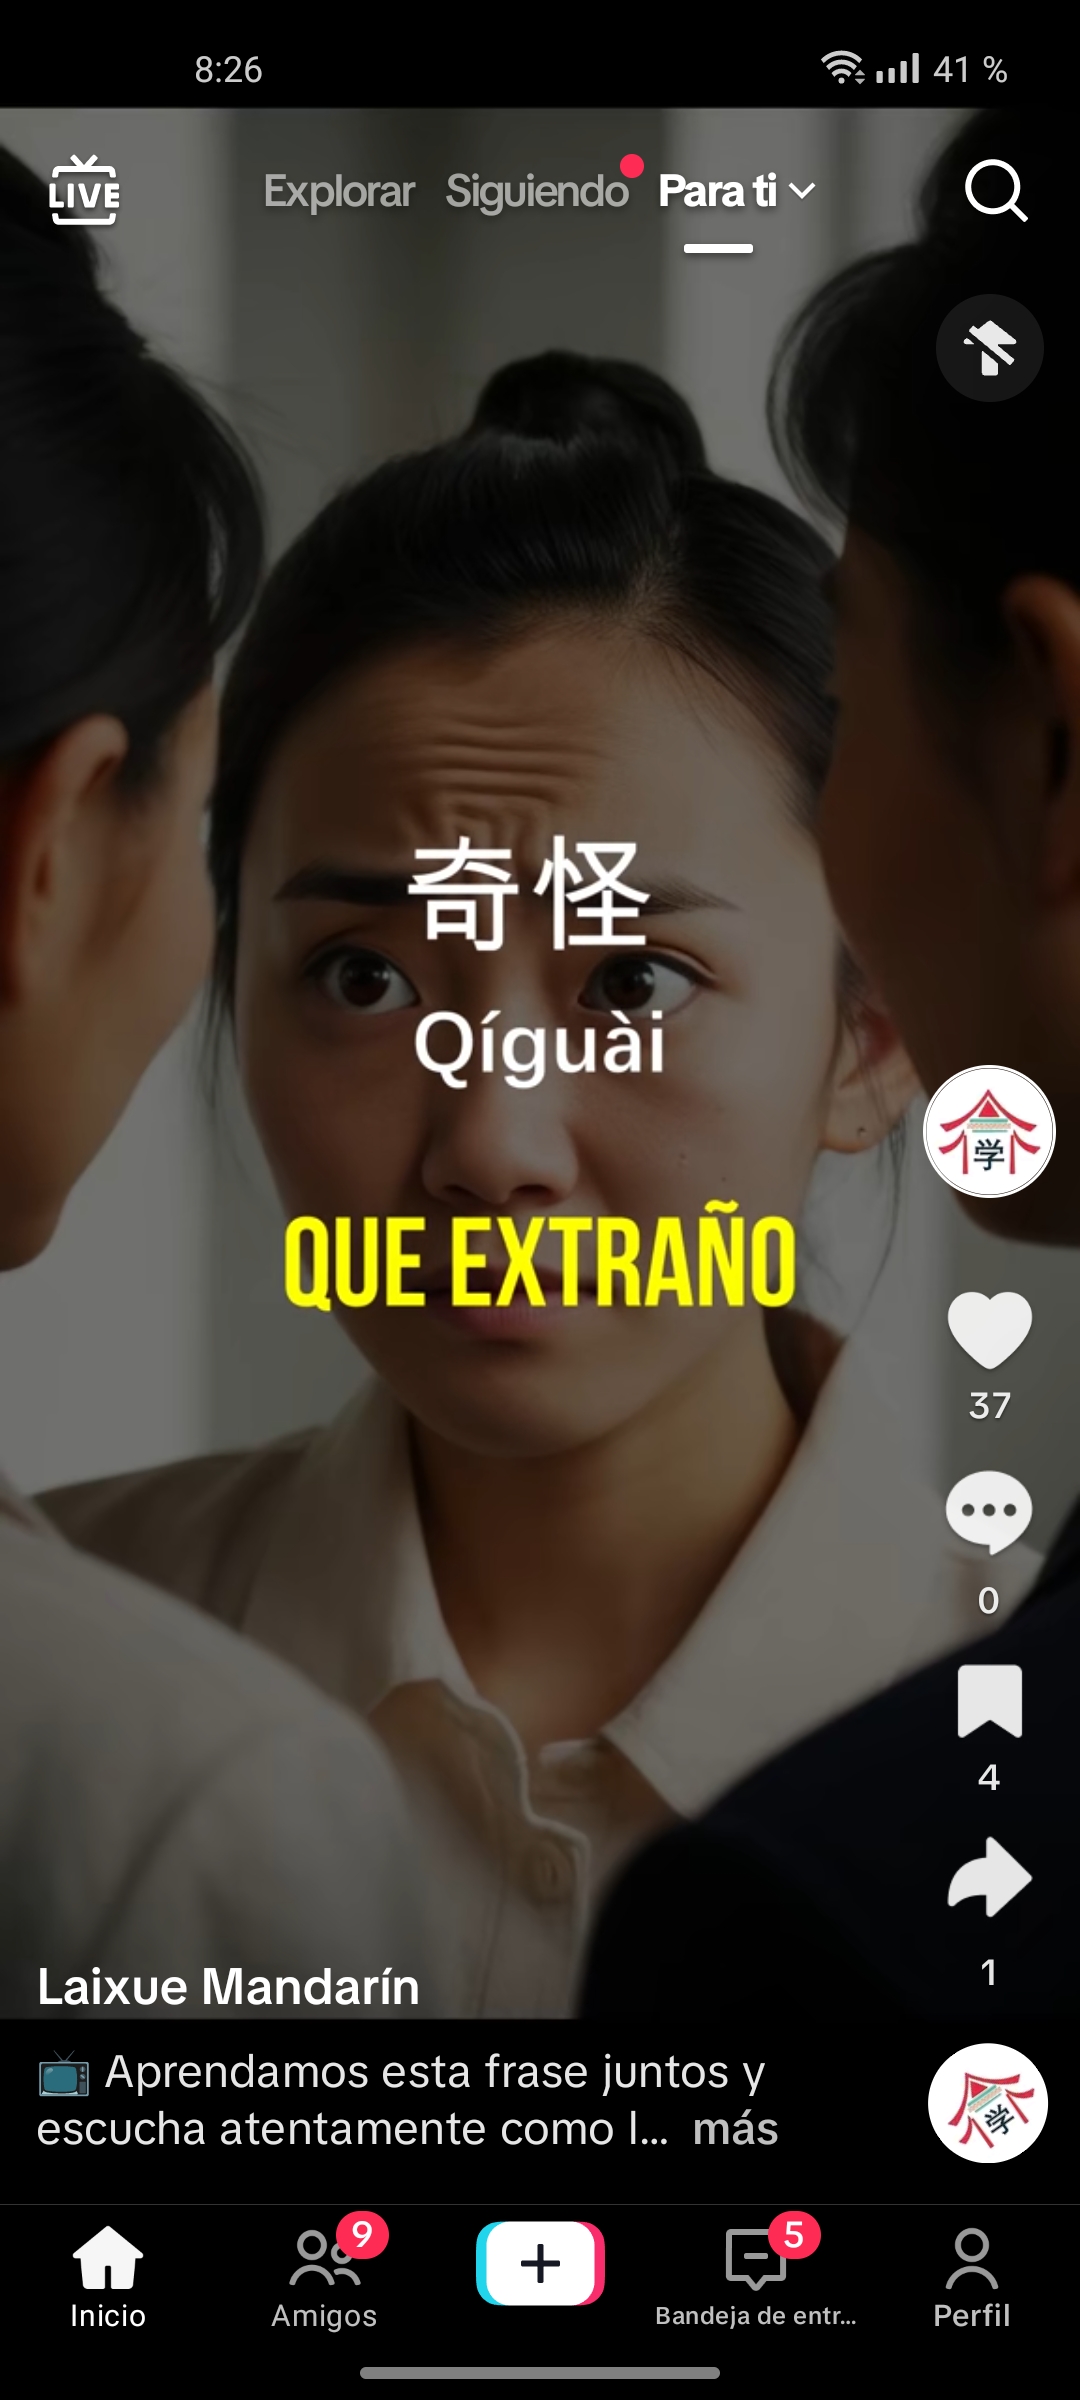 8:26
41 %
LIVE
Explorar
Siguiendo
Para ti
奇怪
Qíguài
QUE EXTRAÑO
学
37
0
4
1
Laixue Mandarín
📺 Aprendamos esta frase juntos y
escucha atentamente como l... más
学
9
5
Inicio
Amigos
Bandeja de entr...
Perfil